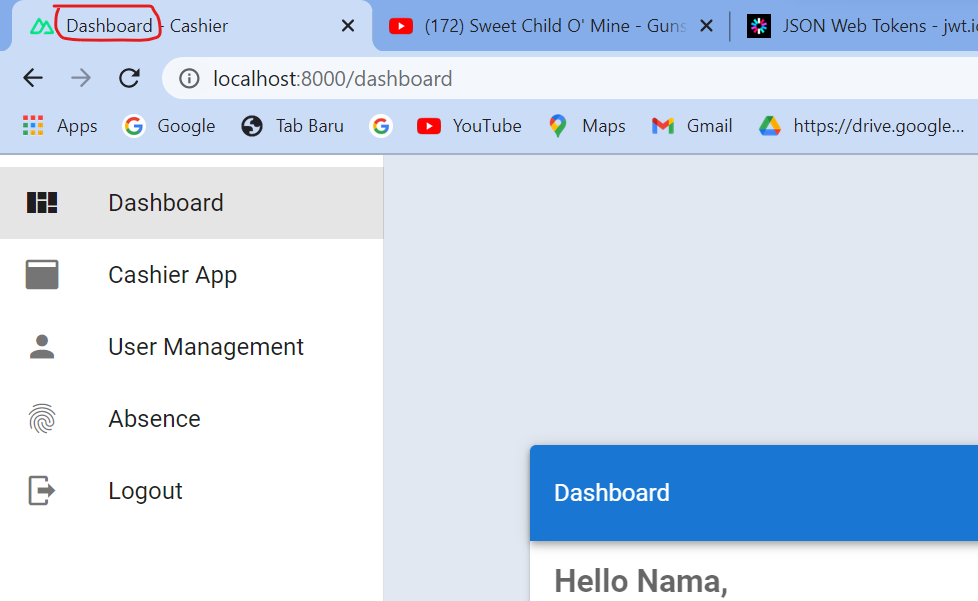 Dashboard - Cashier
(172) Sweet Child O' Mine - Guns
JSON Web Tokens - jwt.io
localhost:8000/dashboard
Apps
Google
Tab Baru
YouTube
Maps
Gmail
https://drive.google...
Dashboard
Cashier App
User Management
Absence
Logout
Dashboard
Hello Nama,